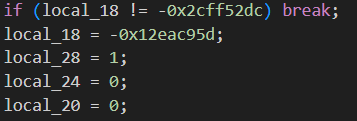 if (local_18 != -0x2cff52dc) break;
local_18 = -0x12eac95d;
local_28 = 1;
local_24 = 0;
local_20 = 0;